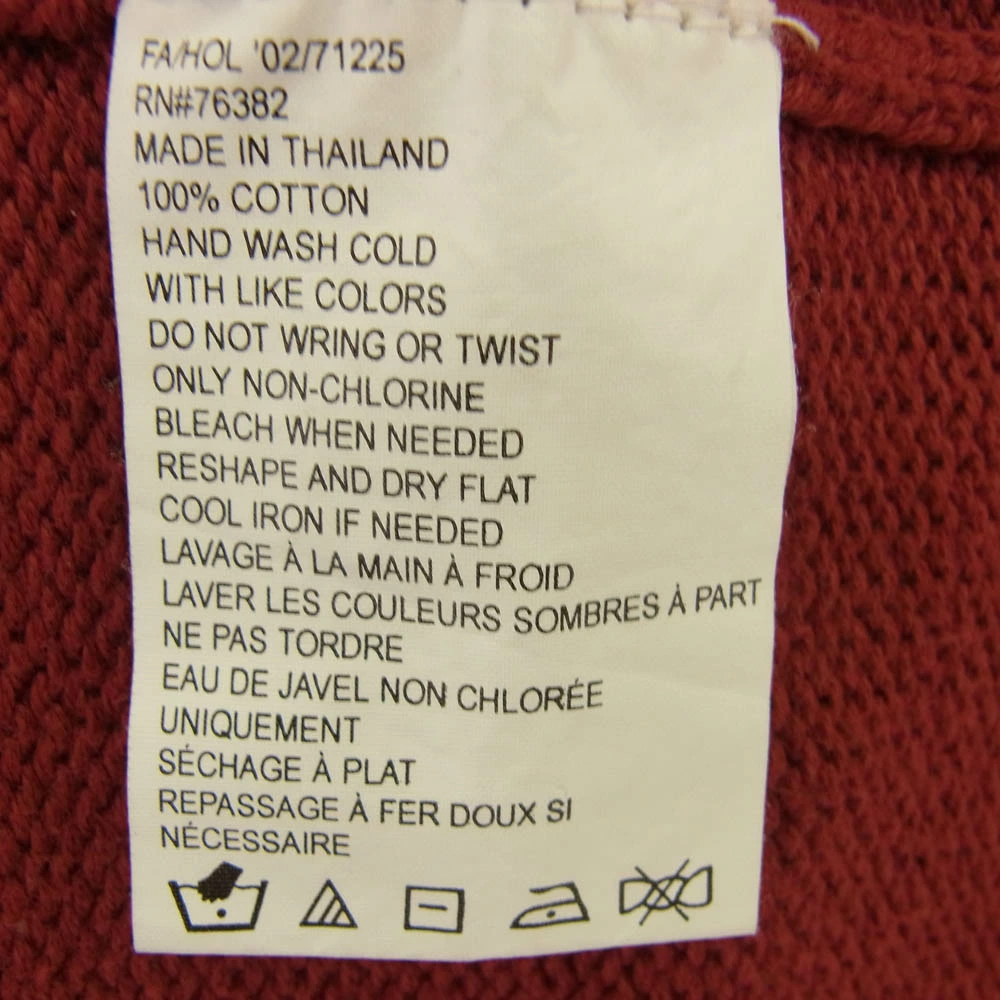 FA/HOL '02/71225
RN#76382
MADE IN THAILAND
100% COTTON
HAND WASH COLD
WITH LIKE COLORS
DO NOT WRING OR TWIST
ONLY NON-CHLORINE
BLEACH WHEN NEEDED
RESHAPE AND DRY FLAT
COOL IRON IF NEEDED
LAVAGE À LA MAIN À FROID
LAVER LES COULEURS SOMBRES À PART
NE PAS TORDRE
EAU DE JAVEL NON CHLORÉE
UNIQUEMENT
SÉCHAGE À PLAT
REPASSAGE À FER DOUX SI
NÉCESSAIRE